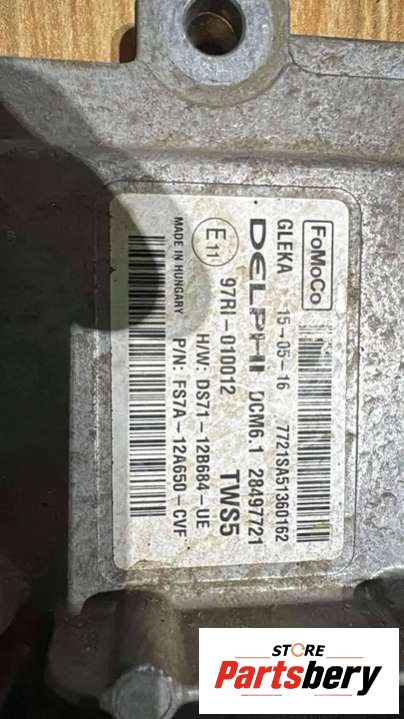 FoMoCo
GLEKA 15-05-16 7721SA51360162
DELPHI DCM6.1 28497721
E11 97RI-010012 TWS5
H/W: DS71-12B684-UE
MADE IN HUNGARY P/N: FS7A-12A650-CVF
STORE
Partsbery